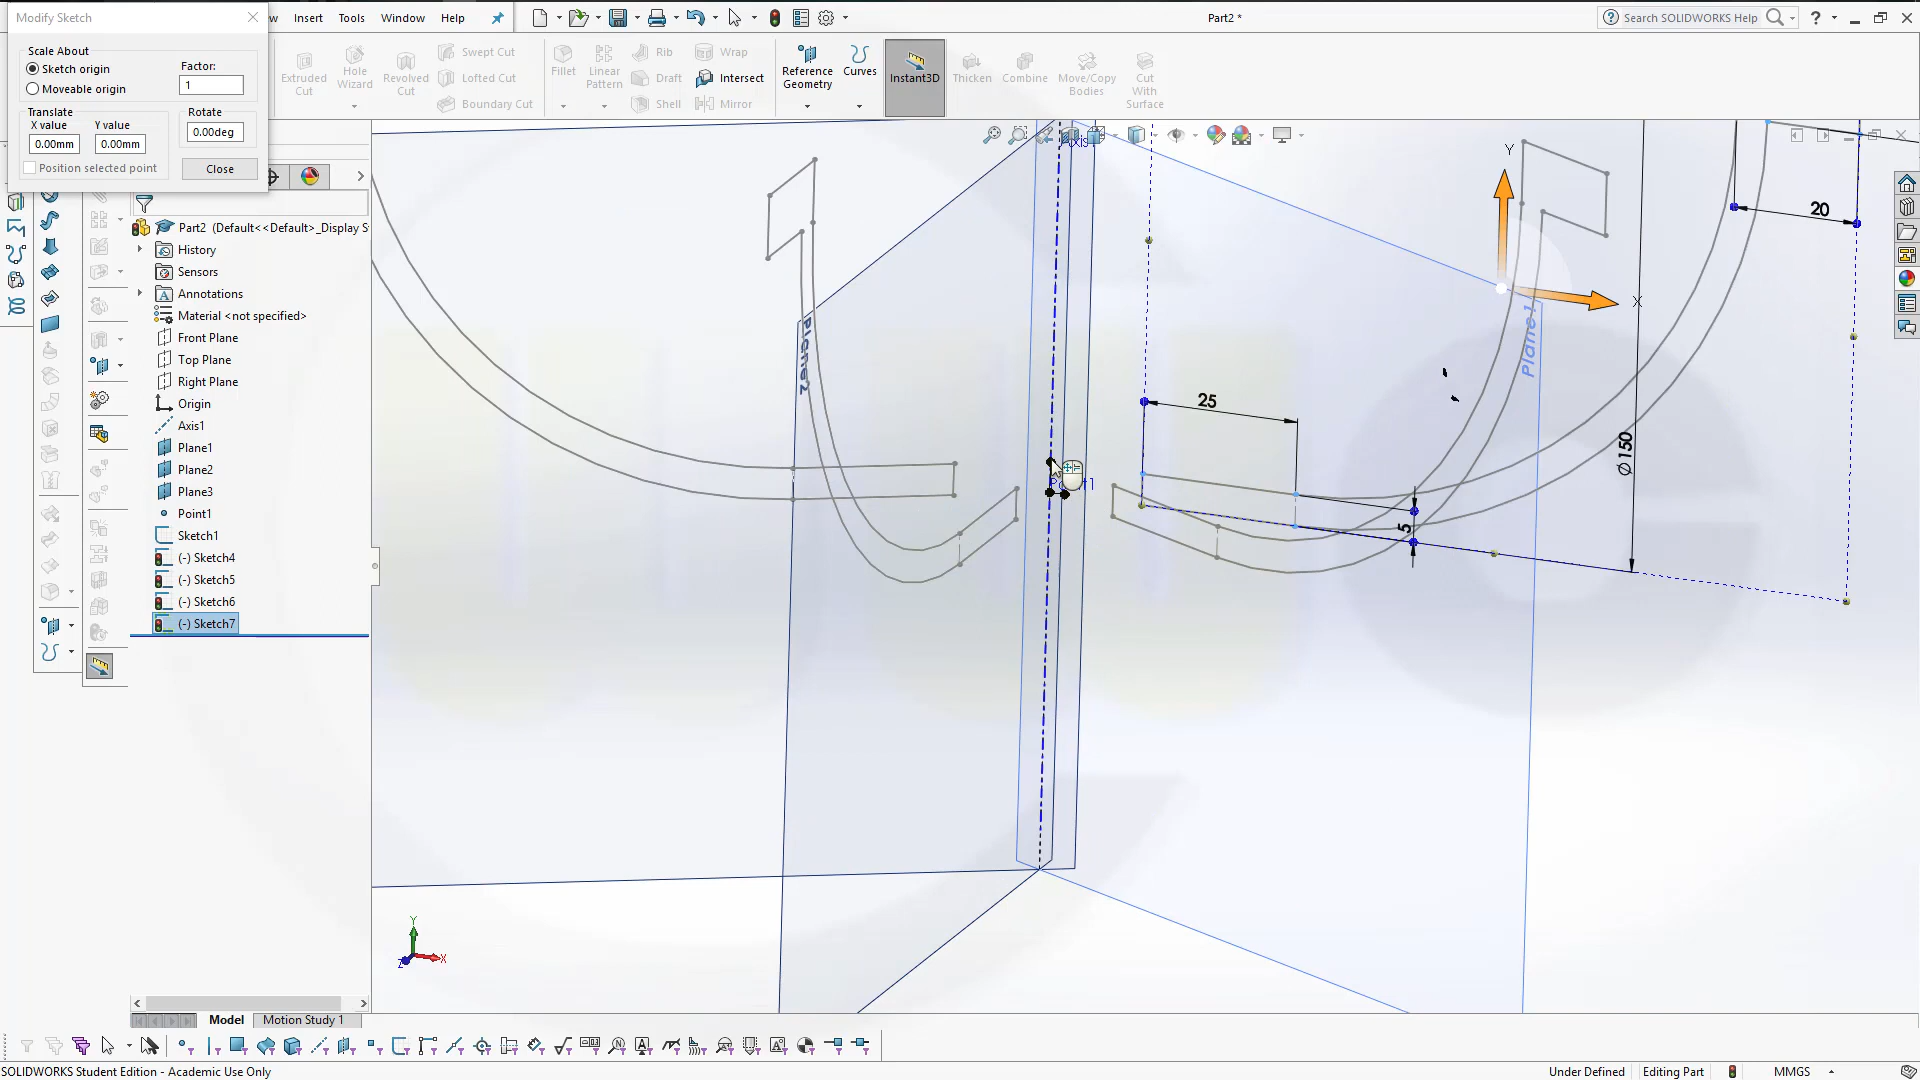 Modify Sketch
Scale About
Sketch origin
Factor:
1
Moveable origin
Translate
X value
Y value
0.00mm
0.00mm
Rotate
0.00deg
Position selected point
Close
Insert
Tools
Window
Help
Part2 *
Search SOLIDWORKS Help
Extruded Cut
Hole Wizard
Revolved Cut
Swept Cut
Lofted Cut
Boundary Cut
Fillet
Linear Pattern
Rib
Draft
Shell
Wrap
Intersect
Mirror
Reference Geometry
Curves
Instant3D
Thicken
Combine
Move/Copy Bodies
Cut With Surface
Part2 (Default<<Default>_Display S
History
Sensors
Annotations
Material <not specified>
Front Plane
Top Plane
Right Plane
Origin
Axis1
Plane1
Plane2
Plane3
Point1
Sketch1
(-) Sketch4
(-) Sketch5
(-) Sketch6
(-) Sketch7
Y
X
20
Plane1
Plane2
25
5
Ø150
Y
X
Z
Model
Motion Study 1
SOLIDWORKS Student Edition - Academic Use Only
Under Defined
Editing Part
MMGS